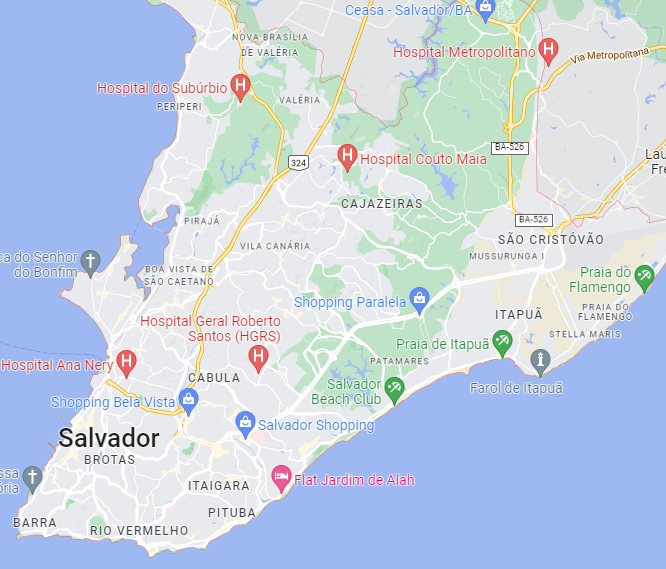 Ceasa - Salvador/BA
NOVA BRASÍLIA
DE VALÉRIA
Hospital Metropolitano
Via Metropolitana
Hospital do Subúrbio
VALÉRIA
PERIPERI
BA-526
324
Hospital Couto Maia
Lau
Fre
CAJAZEIRAS
BA-526
PIRAJÁ
SÃO CRISTÓVÃO
VILA CANÁRIA
MUSSURUNGA I
ca do Senhor
do Bonfim
BOA VISTA DE
SÃO CAETANO
Praia do
Flamengo
Shopping Paralela
PRAIA DO
FLAMENGO
ITAPUÃ
Hospital Geral Roberto
Santos (HGRS)
STELLA MARIS
Praia de Itapuã
Hospital Ana Nery
PATAMARES
CABULA
Salvador
Beach Club
Farol de Itapuã
Shopping Bela Vista
Salvador Shopping
Salvador
BROTAS
ssa
ória
Flat Jardim de Alah
ITAIGARA
PITUBA
BARRA
RIO VERMELHO